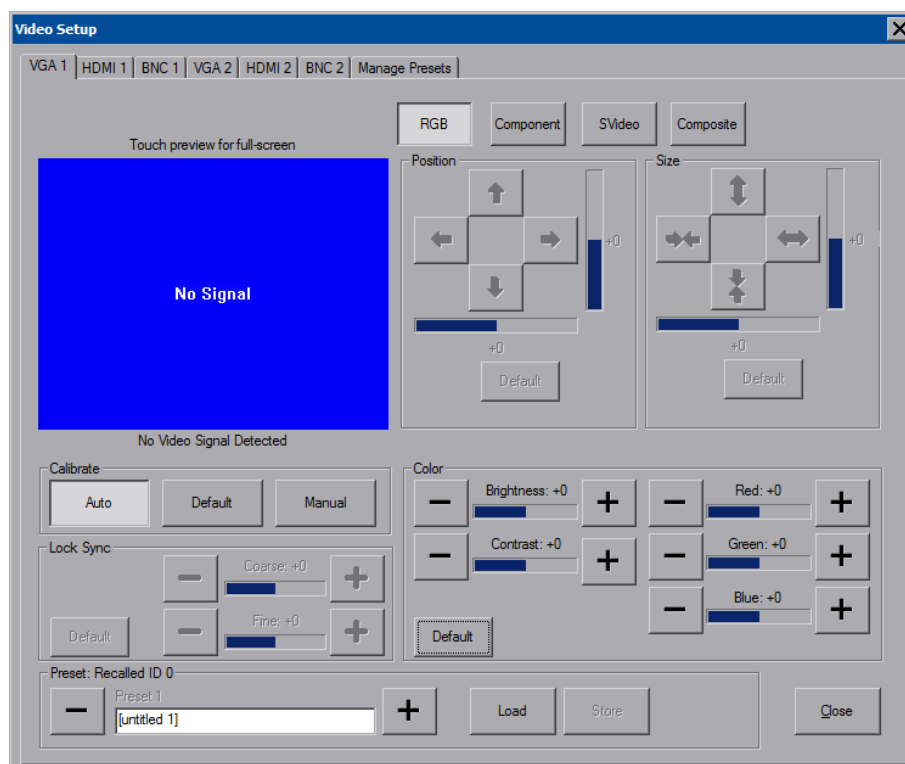 Video Setup
VGA 1 HDMI 1 BNC 1 VGA 2 HDMI 2 BNC 2 Manage Presets
RGB Component SVideo Composite
Touch preview for full-screen
No Signal
No Video Signal Detected
Position
+0
+0
Default
Size
+0
+0
Default
Calibrate
Auto Default Manual
Lock Sync
Coarse: +0
Fine: +0
Default
Color
Brightness: +0 Red: +0
Contrast: +0 Green: +0
Blue: +0
Default
Preset: Recalled ID 0
Preset 1
[untitled 1]
Load Store Close